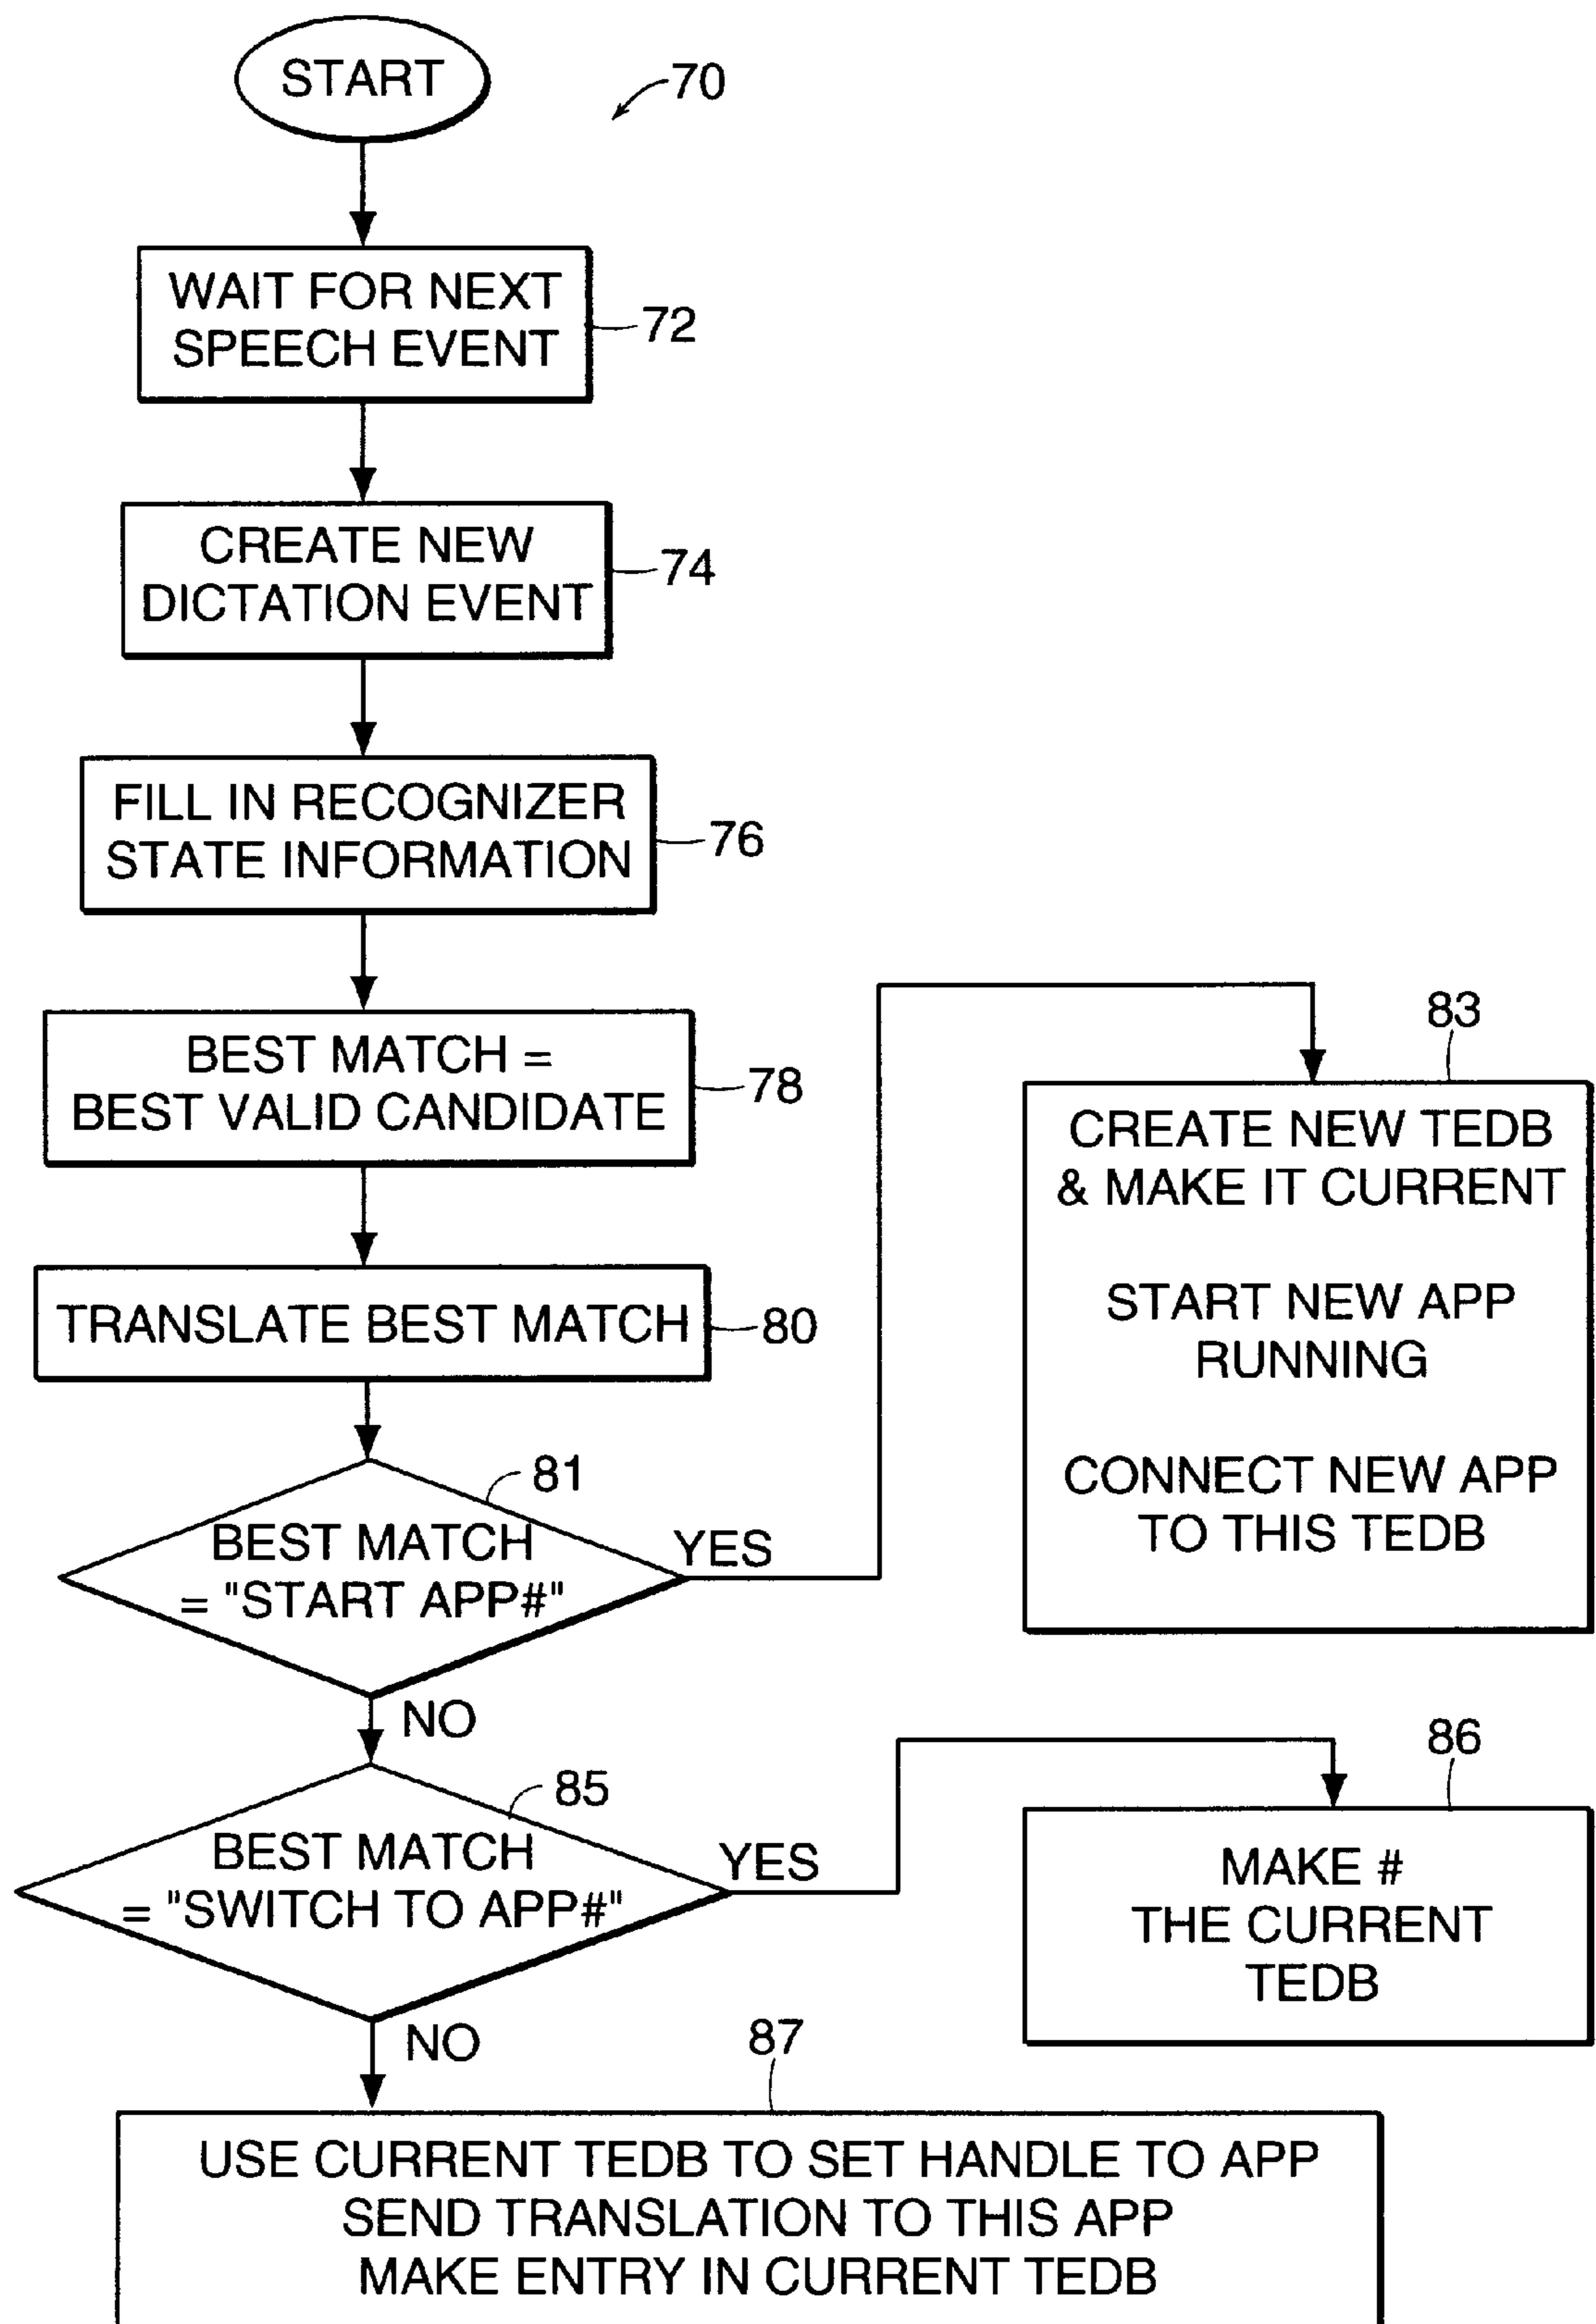 START
70
WAIT FOR NEXT
SPEECH EVENT
72
CREATE NEW
DICTATION EVENT
74
FILL IN RECOGNIZER
STATE INFORMATION
76
BEST MATCH =
BEST VALID CANDIDATE
78
TRANSLATE BEST MATCH
80
81
BEST MATCH
= "START APP#"
YES
NO
83
CREATE NEW TEDB
& MAKE IT CURRENT
START NEW APP
RUNNING
CONNECT NEW APP
TO THIS TEDB
85
BEST MATCH
= "SWITCH TO APP#"
YES
NO
86
MAKE #
THE CURRENT
TEDB
87
USE CURRENT TEDB TO SET HANDLE TO APP
SEND TRANSLATION TO THIS APP
MAKE ENTRY IN CURRENT TEDB